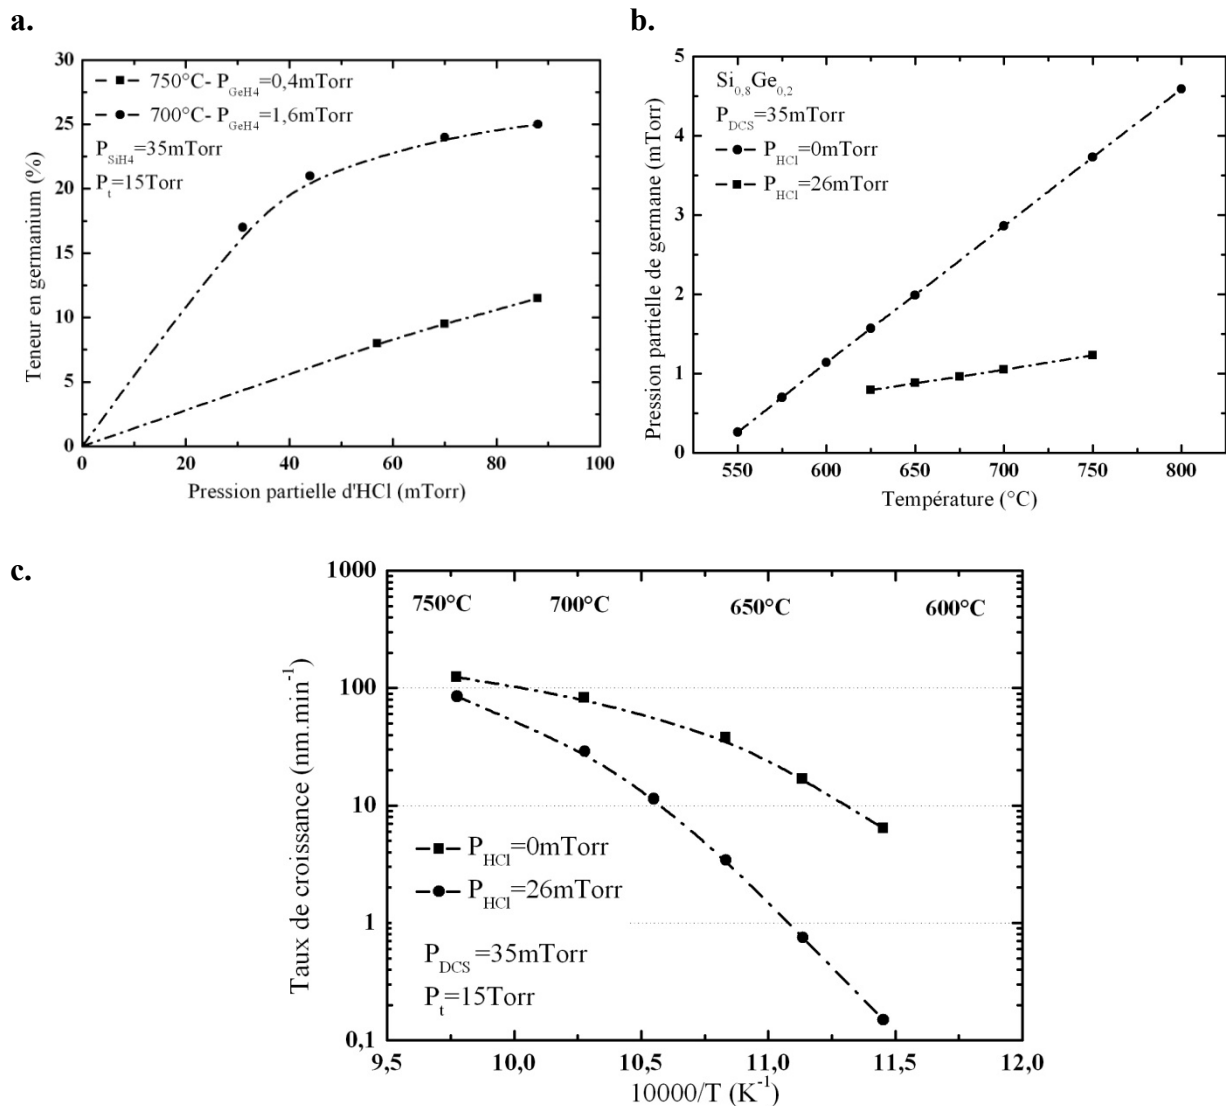 a.
30
25
20
15
10
5
0
Teneur en germanium (%)
750°C- P_GeH4=0,4mTorr
700°C- P_GeH4=1,6mTorr
P_SiH4=35mTorr
P_t=15Torr
0 20 40 60 80 100
Pression partielle d'HCl (mTorr)
b.
5
4
3
2
1
0
Pression partielle de germane (mTorr)
Si_0,8Ge_0,2
P_DCS=35mTorr
P_HCl=0mTorr
P_HCl=26mTorr
550 600 650 700 750 800
Température (°C)
c.
1000
100
10
1
0,1
Taux de croissance (nm.min⁻¹)
750°C 700°C 650°C 600°C
P_HCl=0mTorr
P_HCl=26mTorr
P_DCS=35mTorr
P_t=15Torr
9,5 10,0 10,5 11,0 11,5 12,0
10000/T (K⁻¹)